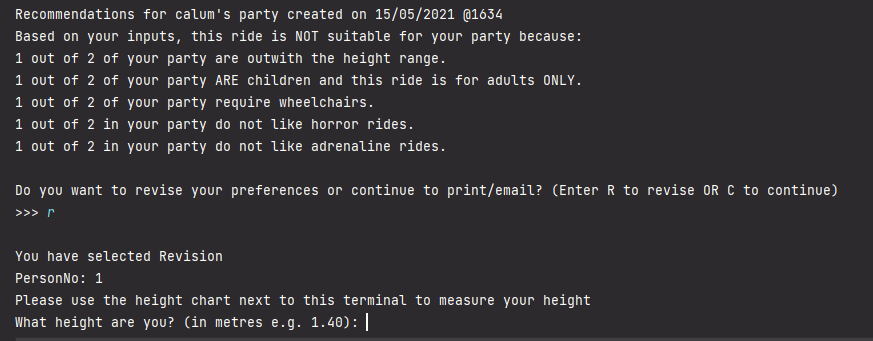 Recommendations for calum's party created on 15/05/2021 @1634
Based on your inputs, this ride is NOT suitable for your party because:
1 out of 2 of your party are outwith the height range.
1 out of 2 of your party ARE children and this ride is for adults ONLY.
1 out of 2 of your party require wheelchairs.
1 out of 2 in your party do not like horror rides.
1 out of 2 in your party do not like adrenaline rides.
Do you want to revise your preferences or continue to print/email? (Enter R to revise OR C to continue)
>>> r
You have selected Revision
PersonNo: 1
Please use the height chart next to this terminal to measure your height
What height are you? (in metres e.g. 1.40):